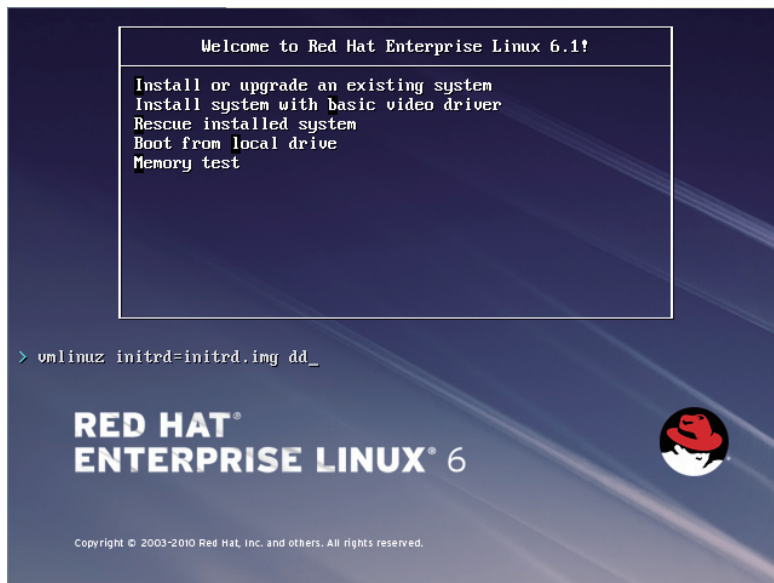 Welcome to Red Hat Enterprise Linux 6.1!
Install or upgrade an existing system
Install system with basic video driver
Rescue installed system
Boot from local drive
Memory test
> vmlinuz initrd=initrd.img dd_
RED HAT®
ENTERPRISE LINUX® 6
Copyright © 2003-2010 Red Hat, Inc. and others. All rights reserved.